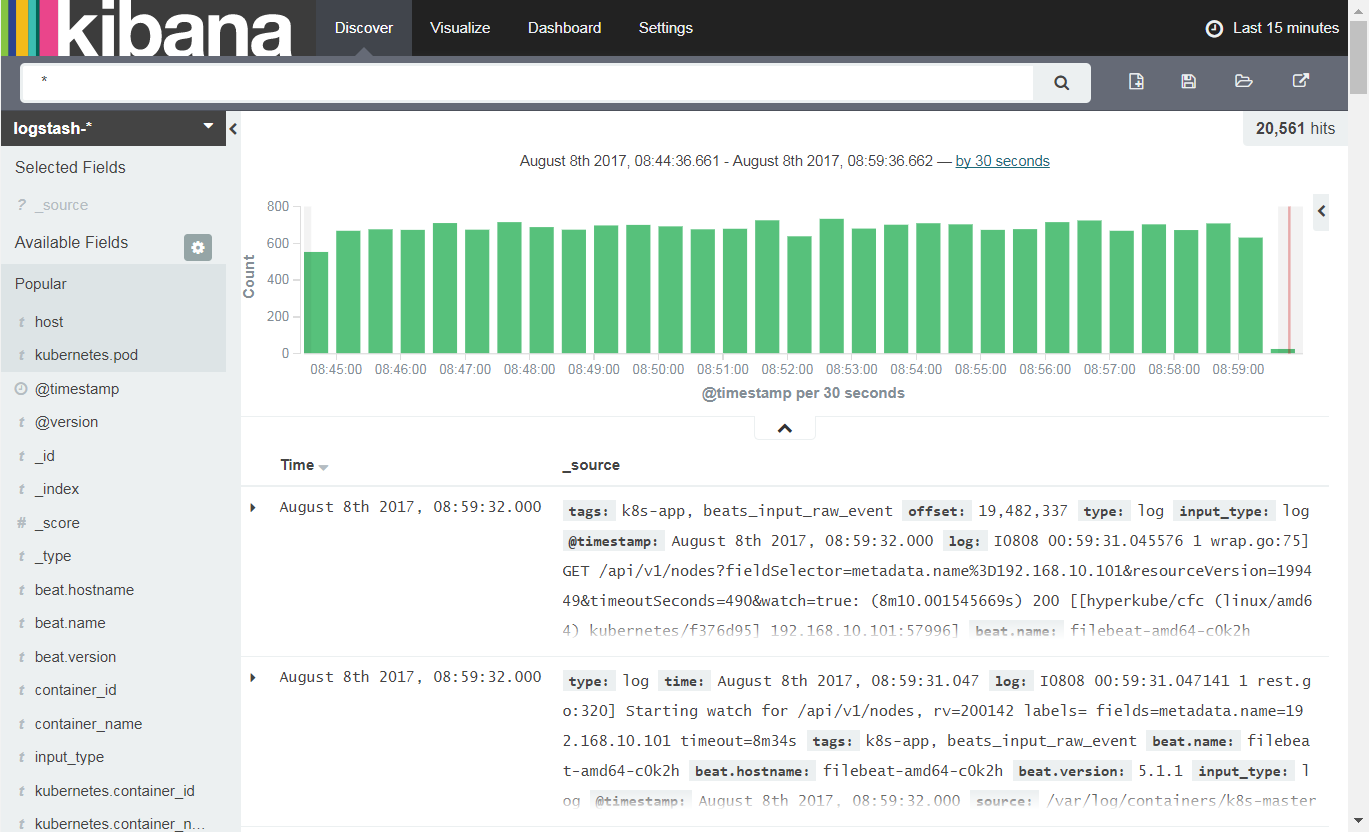 kibana
Discover Visualize Dashboard Settings Last 15 minutes
*
logstash-*
20,561 hits
Selected Fields
? _source
Available Fields
Popular
t host
t kubernetes.pod
@timestamp
t @version
t _id
t _index
# _score
t _type
t beat.hostname
t beat.name
t beat.version
t container_id
t container_name
t input_type
t kubernetes.container_id
t kubernetes.container_n...
August 8th 2017, 08:44:36.661 - August 8th 2017, 08:59:36.662 — by 30 seconds
800
600
400
200
0
Count
08:45:00 08:46:00 08:47:00 08:48:00 08:49:00 08:50:00 08:51:00 08:52:00 08:53:00 08:54:00 08:55:00 08:56:00 08:57:00 08:58:00 08:59:00
@timestamp per 30 seconds
Time _source
August 8th 2017, 08:59:32.000
tags: k8s-app, beats_input_raw_event offset: 19,482,337 type: log input_type: log
@timestamp: August 8th 2017, 08:59:32.000 log: I0808 00:59:31.045576 1 wrap.go:75]
GET /api/v1/nodes?fieldSelector=metadata.name%3D192.168.10.101&resourceVersion=1994
49&timeoutSeconds=490&watch=true: (8m10.001545669s) 200 [[hyperkube/cfc (linux/amd6
4) kubernetes/f376d95] 192.168.10.101:57996] beat.name: filebeat-amd64-c0k2h
August 8th 2017, 08:59:32.000
type: log time: August 8th 2017, 08:59:31.047 log: I0808 00:59:31.047141 1 rest.g
o:320] Starting watch for /api/v1/nodes, rv=200142 labels= fields=metadata.name=19
2.168.10.101 timeout=8m34s tags: k8s-app, beats_input_raw_event beat.name: filebea
t-amd64-c0k2h beat.hostname: filebeat-amd64-c0k2h beat.version: 5.1.1 input_type: l
og @timestamp: August 8th 2017, 08:59:32.000 source: /var/log/containers/k8s-master